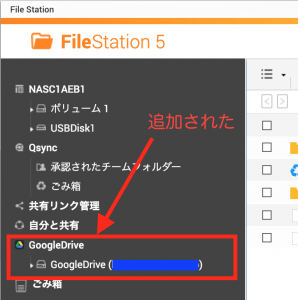 File Station
FileStation 5
NASC1AEB1
ボリューム 1
USBDisk1
追加された
Qsync
承認されたチームフォルダー
ごみ箱
共有リンク管理
自分と共有
GoogleDrive
GoogleDrive ( )
ごみ箱